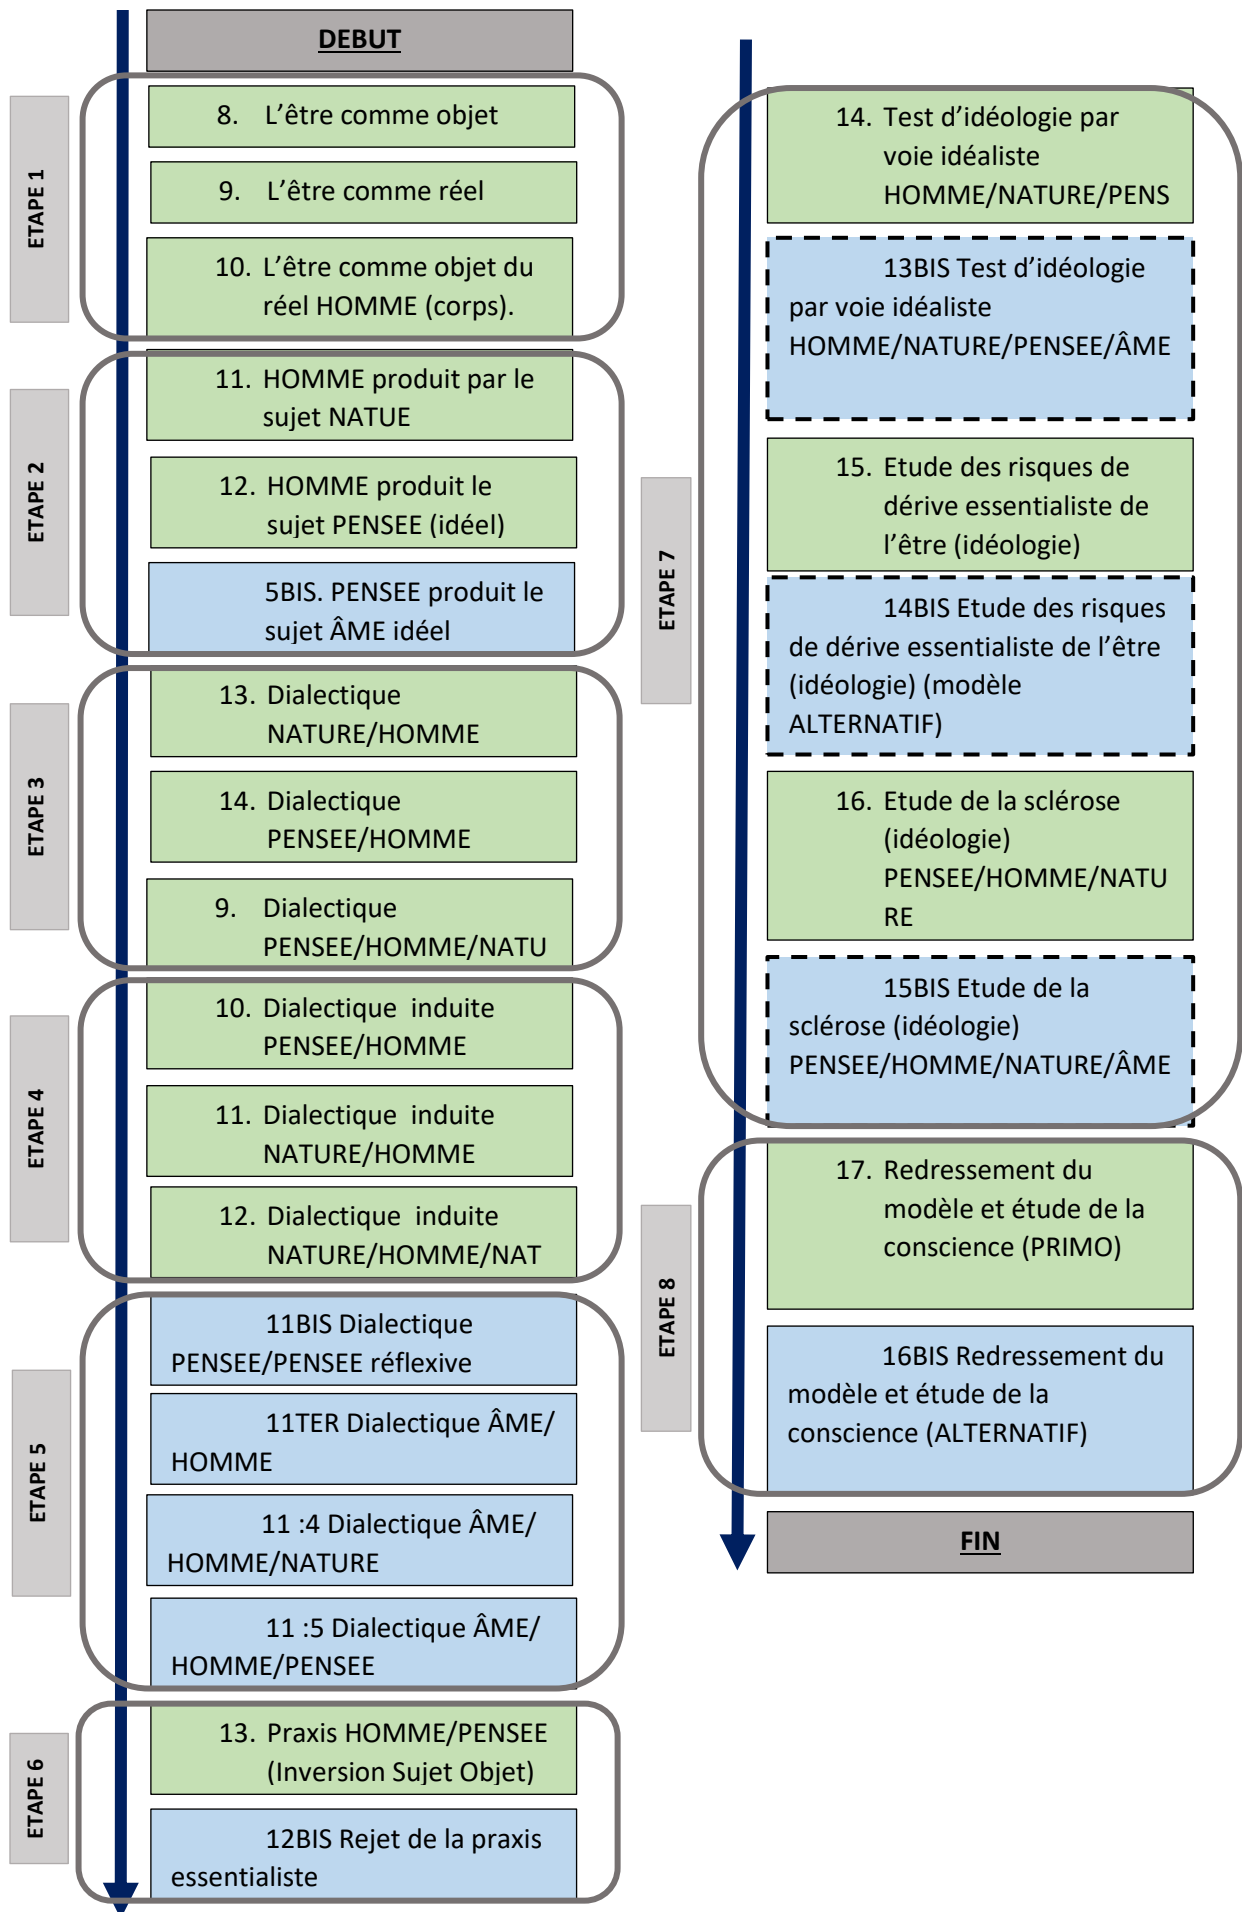 DEBUT
ETAPE 1
8. L’être comme objet
9. L’être comme réel
10. L’être comme objet du
réel HOMME (corps).
ETAPE 2
11. HOMME produit par le
sujet NATUE
12. HOMME produit le
sujet PENSEE (idéel)
5BIS. PENSEE produit le
sujet ÂME idéel
ETAPE 3
13. Dialectique
NATURE/HOMME
14. Dialectique
PENSEE/HOMME
9. Dialectique
PENSEE/HOMME/NATU
ETAPE 4
10. Dialectique induite
PENSEE/HOMME
11. Dialectique induite
NATURE/HOMME
12. Dialectique induite
NATURE/HOMME/NAT
ETAPE 5
11BIS Dialectique
PENSEE/PENSEE réflexive
11TER Dialectique ÂME/
HOMME
11 :4 Dialectique ÂME/
HOMME/NATURE
11 :5 Dialectique ÂME/
HOMME/PENSEE
ETAPE 6
13. Praxis HOMME/PENSEE
(Inversion Sujet Objet)
12BIS Rejet de la praxis
essentialiste
ETAPE 7
14. Test d’idéologie par
voie idéaliste
HOMME/NATURE/PENS
13BIS Test d’idéologie
par voie idéaliste
HOMME/NATURE/PENSEE/ÂME
15. Etude des risques de
dérive essentialiste de
l’être (idéologie)
14BIS Etude des risques
de dérive essentialiste de l’être
(idéologie) (modèle
ALTERNATIF)
16. Etude de la sclérose
(idéologie)
PENSEE/HOMME/NATU
RE
15BIS Etude de la
sclérose (idéologie)
PENSEE/HOMME/NATURE/ÂME
ETAPE 8
17. Redressement du
modèle et étude de la
conscience (PRIMO)
16BIS Redressement du
modèle et étude de la
conscience (ALTERNATIF)
FIN